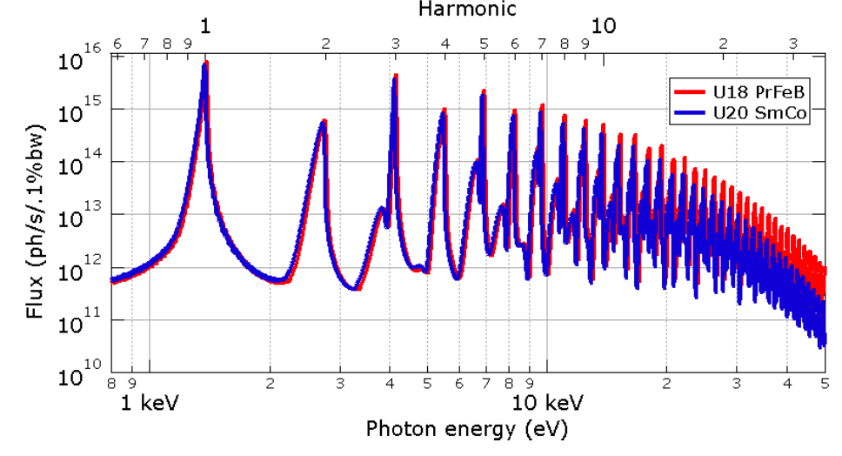 Harmonic
1 10
6 7 8 9 2 3 4 5 6 7 8 9 2 3
10^16
10^15
10^14
10^13
10^12
10^11
10^10
Flux (ph/s/.1%bw)
U18 PrFeB
U20 SmCo
8 9 2 3 4 5 6 7 8 9 2 3 4 5
1 keV 10 keV
Photon energy (eV)